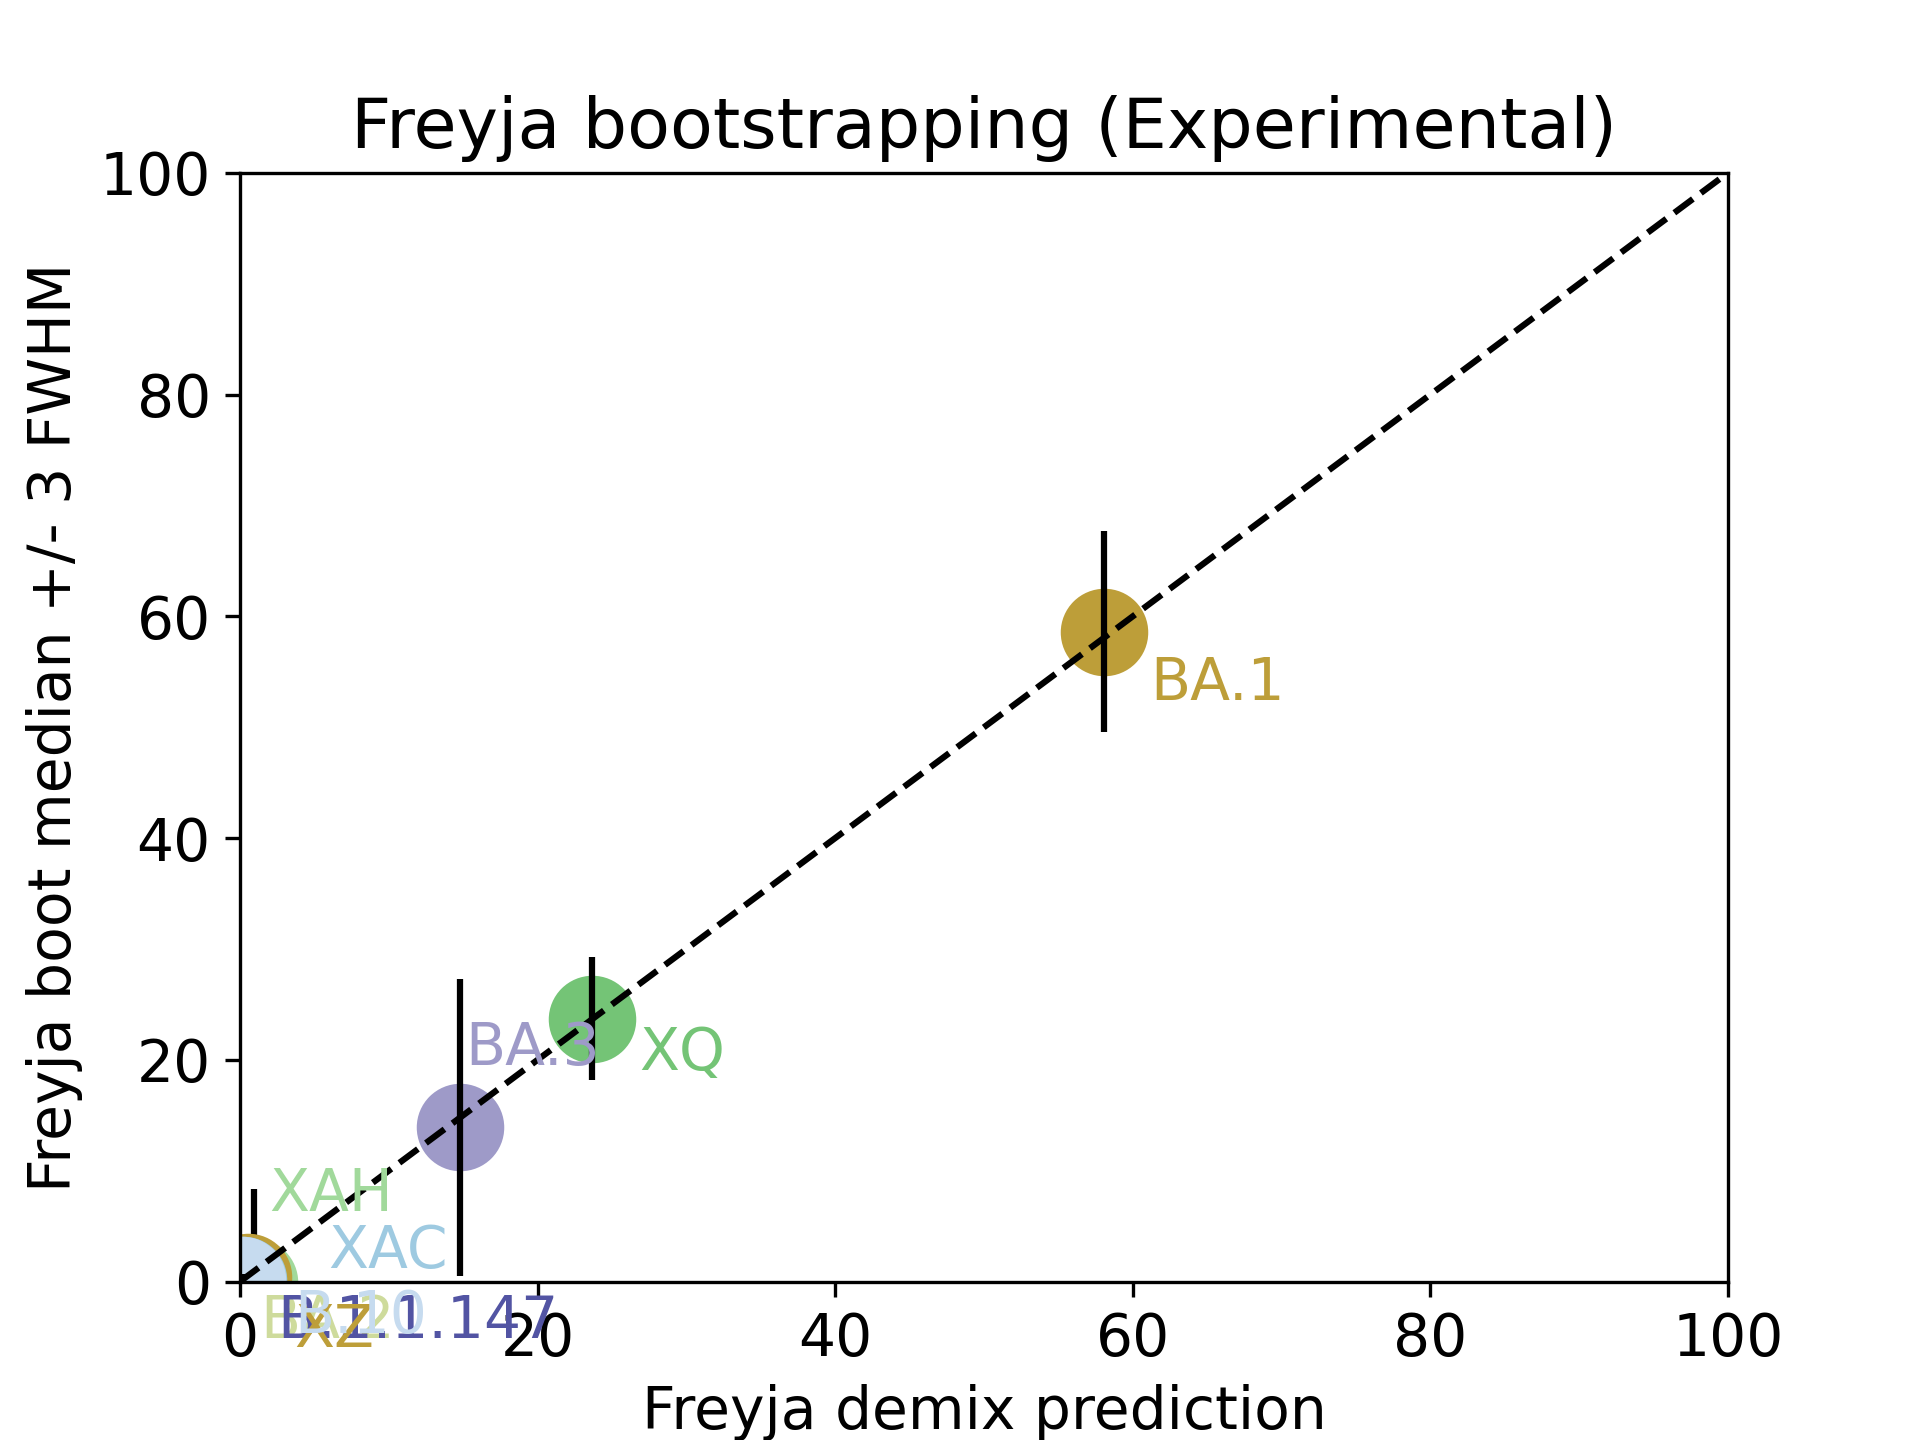 Freyja bootstrapping (Experimental)
100
80
60
40
20
0
Freyja boot median +/- 3 FWHM
BA.1
BA.3
XQ
XAH
XAC
XZ
0
20
40
60
80
100
Freyja demix prediction